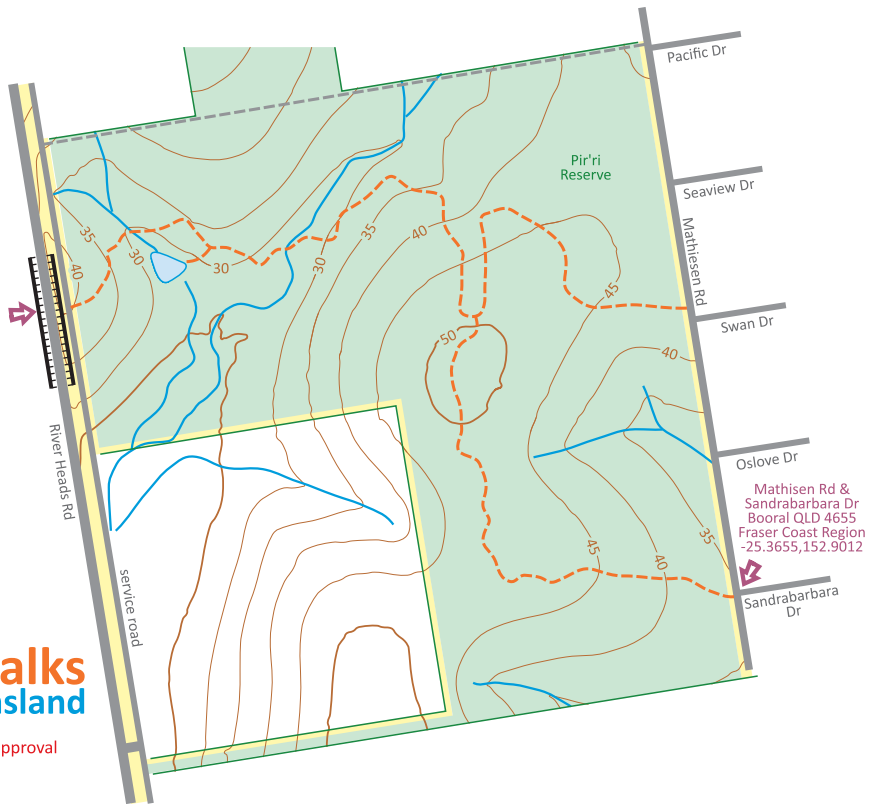 Pacific Dr
Pir'ri
Reserve
Seaview Dr
Mathiesen Rd
35
30
40
30
30
35
40
45
Swan Dr
50
40
River Heads Rd
Oslove Dr
Mathisen Rd &
Sandrabarbara Dr
Booral QLD 4655
Fraser Coast Region
-25.3655,152.9012
35
45
40
service road
Sandrabarbara
Dr
alks
nsland
pproval